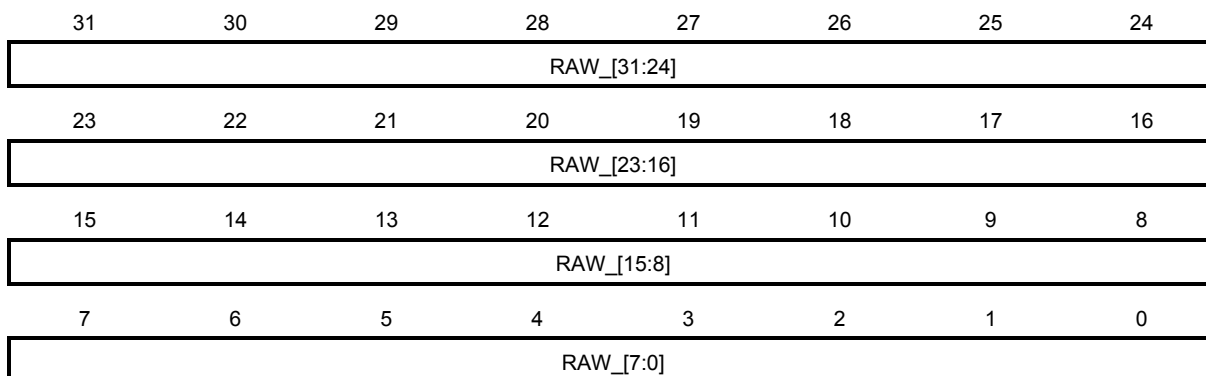 31 30 29 28 27 26 25 24
RAW_[31:24]
23 22 21 20 19 18 17 16
RAW_[23:16]
15 14 13 12 11 10 9 8
RAW_[15:8]
7 6 5 4 3 2 1 0
RAW_[7:0]